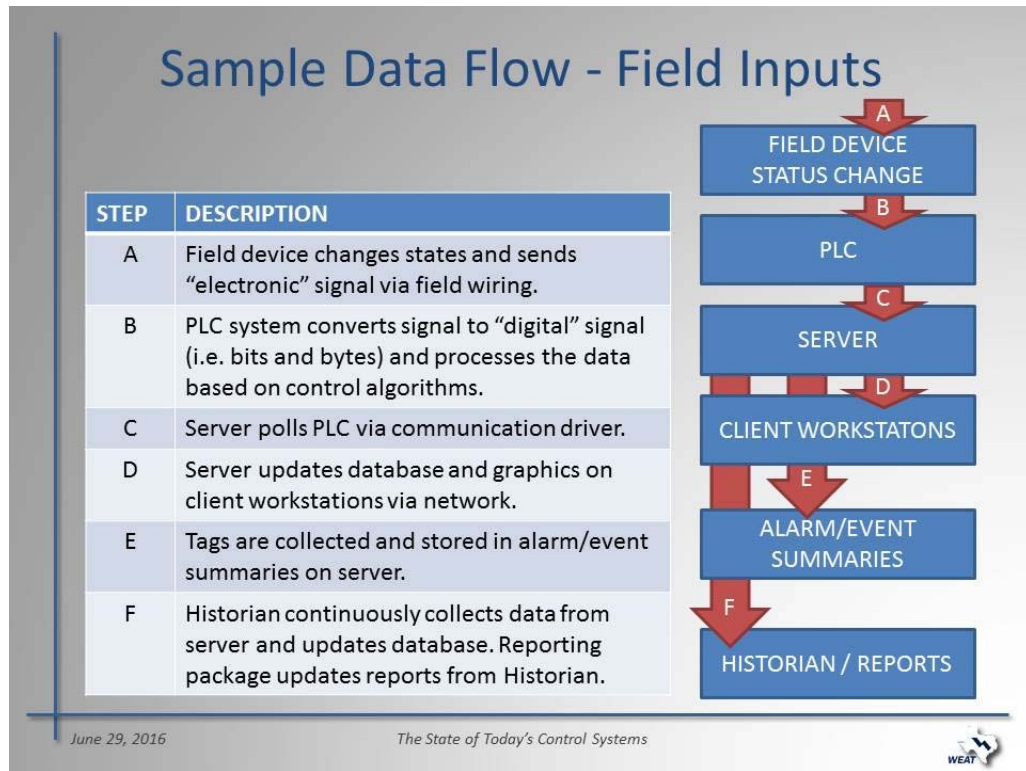 Sample Data Flow - Field Inputs
STEP DESCRIPTION
A Field device changes states and sends
“electronic” signal via field wiring.
B PLC system converts signal to “digital” signal
(i.e. bits and bytes) and processes the data
based on control algorithms.
C Server polls PLC via communication driver.
D Server updates database and graphics on
client workstations via network.
E Tags are collected and stored in alarm/event
summaries on server.
F Historian continuously collects data from
server and updates database. Reporting
package updates reports from Historian.
A
FIELD DEVICE
STATUS CHANGE
B
PLC
C
SERVER
D
CLIENT WORKSTATONS
E
ALARM/EVENT
SUMMARIES
F
HISTORIAN / REPORTS
June 29, 2016
The State of Today’s Control Systems
WEAT